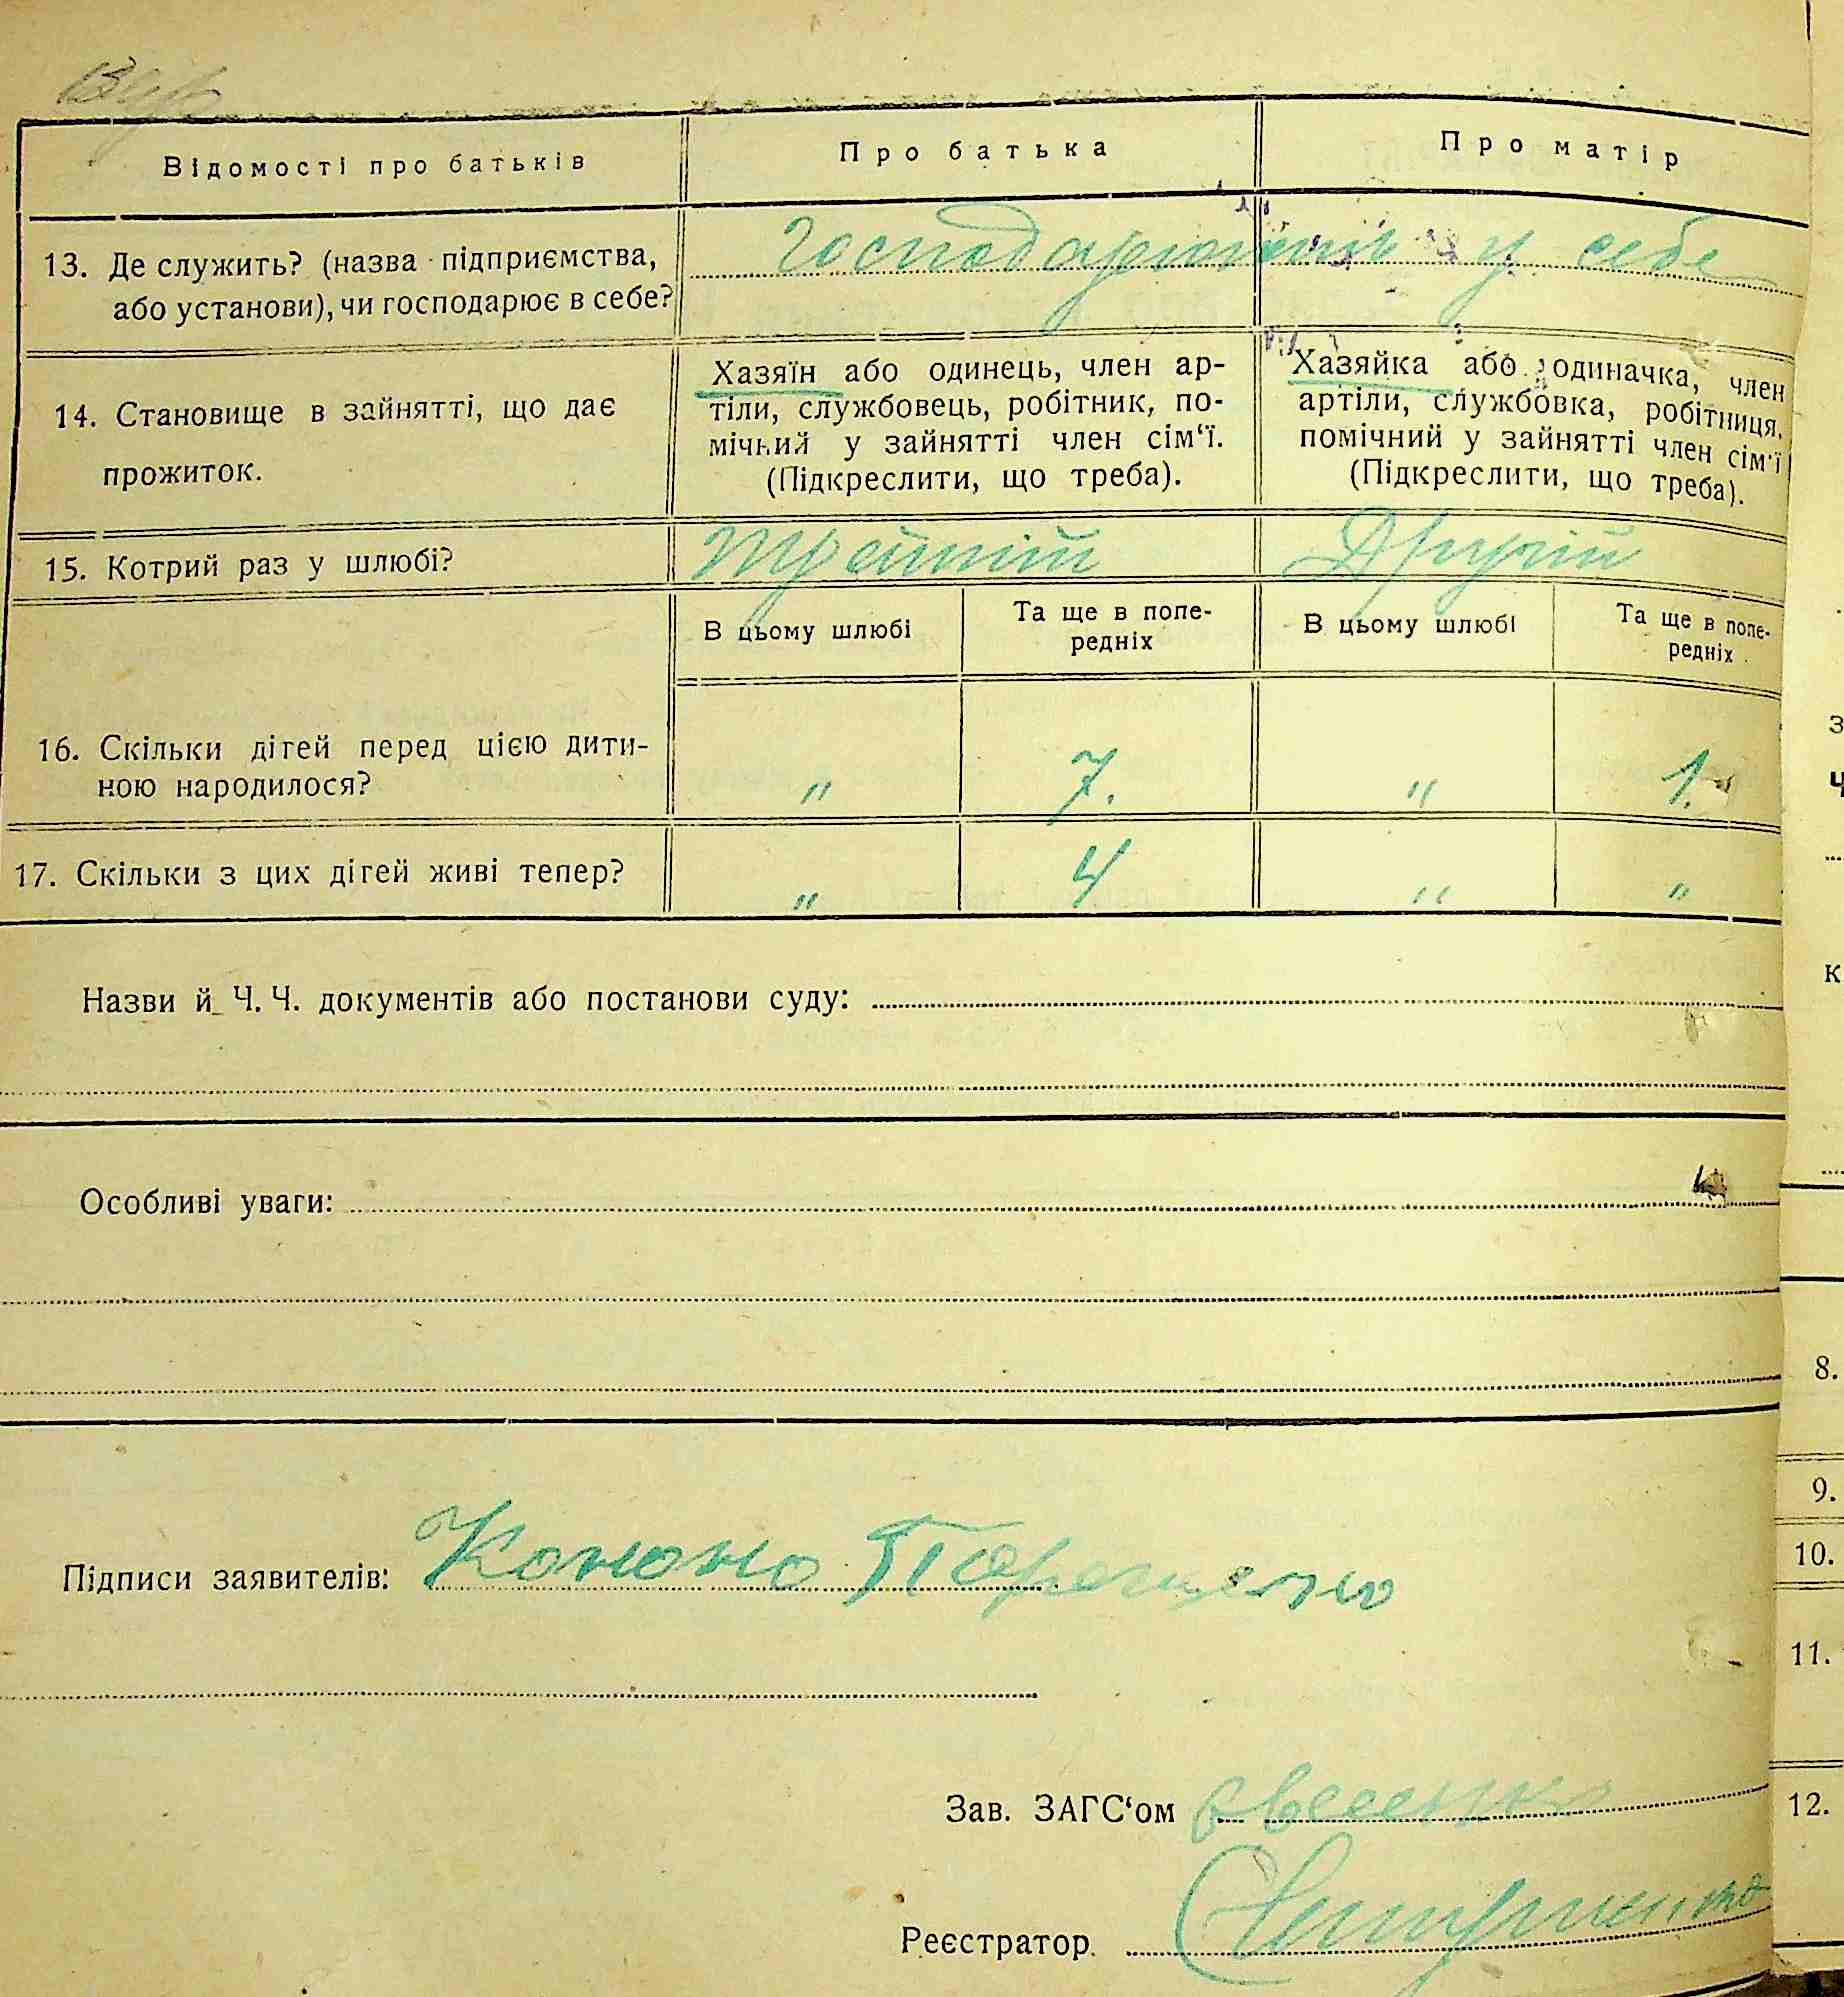 Відомості про батьків
Про батька
Про матір
13. Де служить? (назва підприємства,
або установи), чи господарює в себе?
Господарюють у себе
14. Становище в зайнятті, що дає
прожиток.
Хазяїн або одинець, член ар-
тіли, службовець, робітник, по-
мічний у зайнятті член сім‘ї.
(Підкреслити, що треба).
Хазяйка або одиначка, член
артіли, службовка, робітниця,
помічний у зайнятті член сім‘ї
(Підкреслити, що треба).
15. Котрий раз у шлюбі?
Третій
Другий
В цьому шлюбі
Та ще в попе-
редніх
В цьому шлюбі
Та ще в попе-
редніх
16. Скільки дітей перед цією дити-
ною народилося?
"
7.
"
1.
17. Скільки з цих дітей живі тепер?
"
4
"
"
Назви й Ч. Ч. документів або постанови суду:
Особливі уваги:
Підписи заявителів:Кононо
Зав. ЗАГС‘ом
Реєстратор
з
ч
к
8.
9.
10.
11.
12.